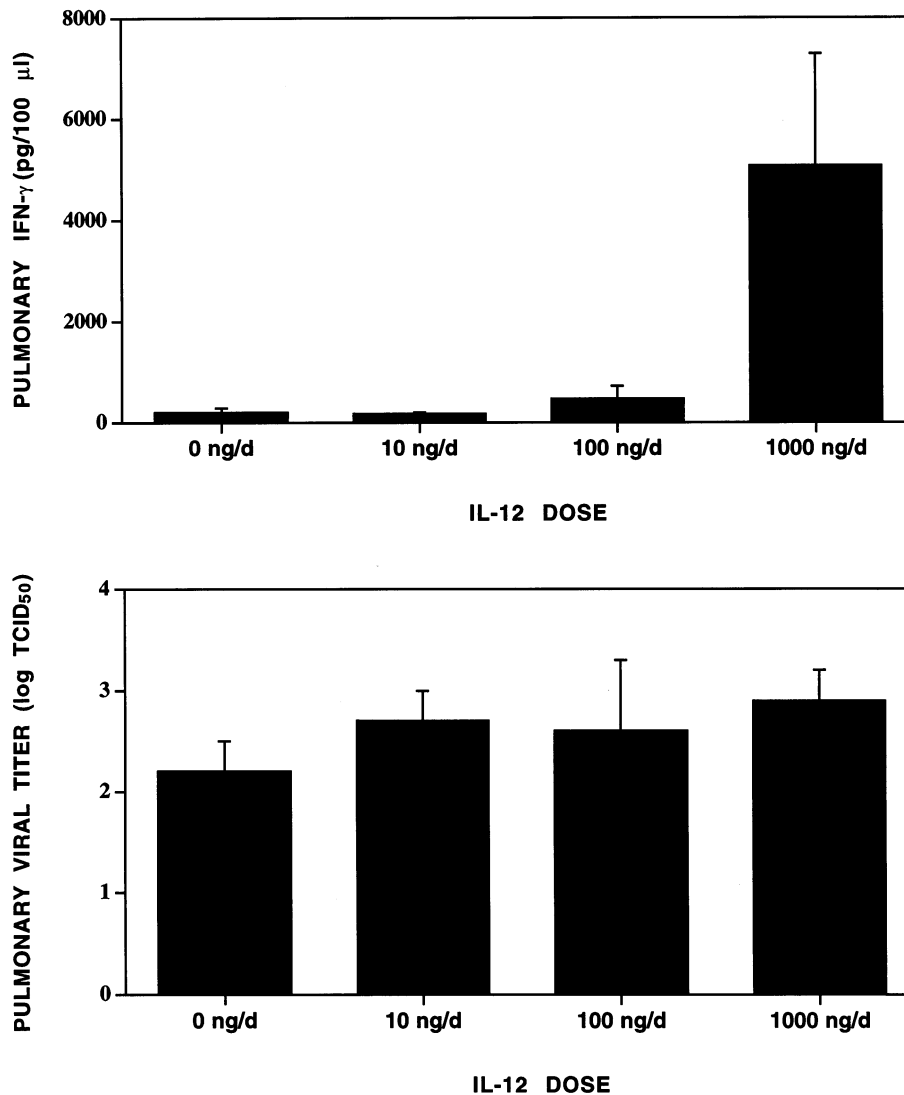 PULMONARY IFN-γ (pg/100 µl)
8000
6000
4000
2000
0
0 ng/d 10 ng/d 100 ng/d 1000 ng/d
IL-12 DOSE
PULMONARY VIRAL TITER (log TCID50)
4
3
2
1
0
0 ng/d 10 ng/d 100 ng/d 1000 ng/d
IL-12 DOSE